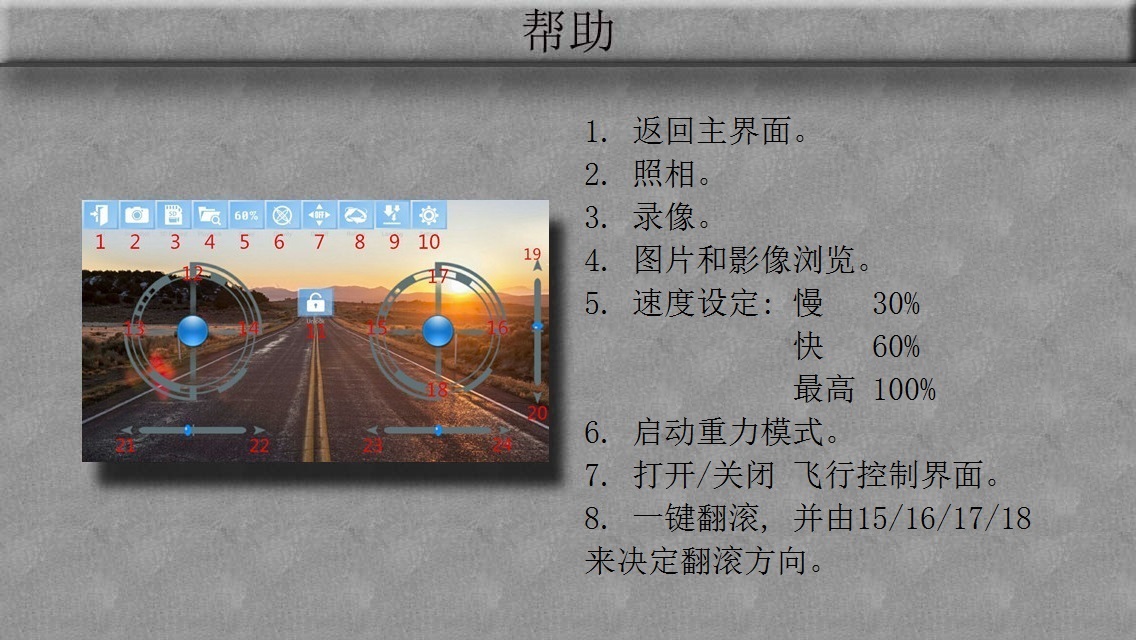 帮助
60%
OFF
1 2 3 4 5 6 7 8 9 10
19
12 17
13 14 11 15 16
18
20
21 22 23 24
1. 返回主界面。
2. 照相。
3. 录像。
4. 图片和影像浏览。
5. 速度设定: 慢 30%
快 60%
最高 100%
6. 启动重力模式。
7. 打开/关闭 飞行控制界面。
8. 一键翻滚, 并由15/16/17/18
来决定翻滚方向。